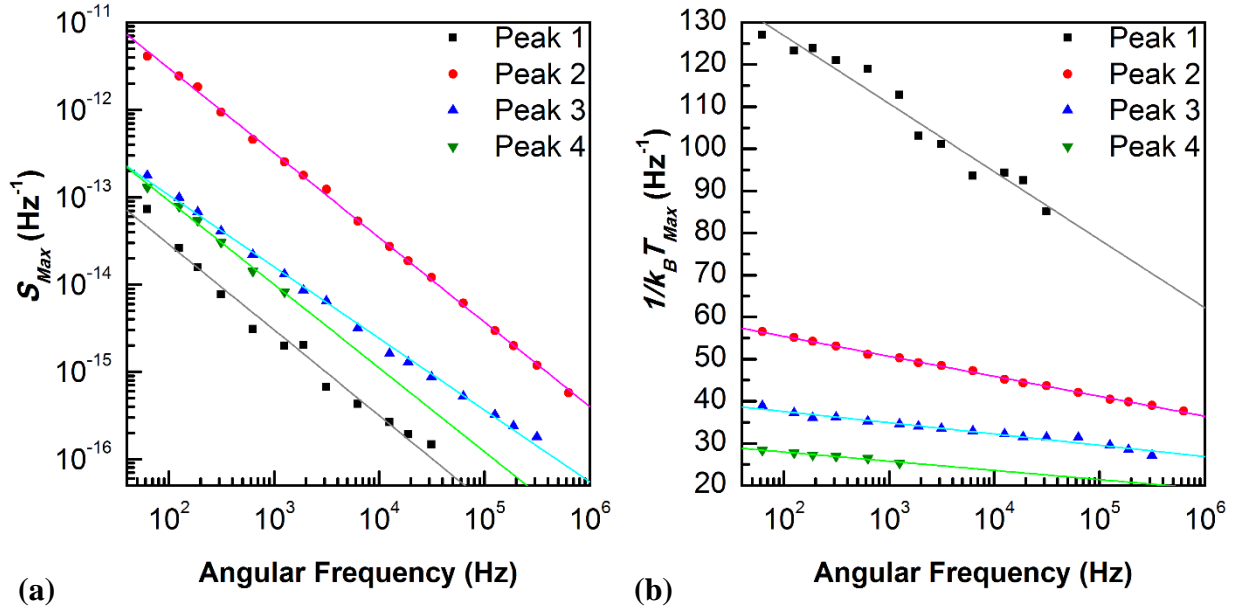 10⁻¹¹
10⁻¹²
10⁻¹³
10⁻¹⁴
10⁻¹⁵
10⁻¹⁶
S_Max (Hz⁻¹)
Peak 1
Peak 2
Peak 3
Peak 4
10² 10³ 10⁴ 10⁵ 10⁶
Angular Frequency (Hz)
(a)
130
120
110
100
90
80
70
60
50
40
30
20
1/k_B T_Max (Hz⁻¹)
Peak 1
Peak 2
Peak 3
Peak 4
10² 10³ 10⁴ 10⁵ 10⁶
Angular Frequency (Hz)
(b)